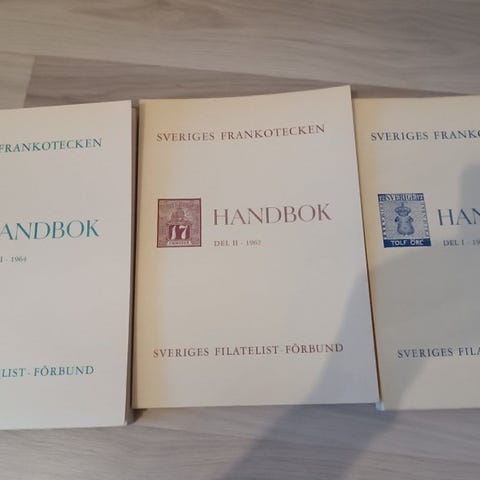 FRANKOTECKEN
ANDBOK
I · 1964
LIST-FÖRBUND
SVERIGES FRANKOTECKEN
17
HANDBOK
DEL II · 1962
SVERIGES FILATELIST-FÖRBUND
SVERIGES FRANKO
SVERIGE
TOLF ÖRE
HAN
DEL I
SVERIGES FILA